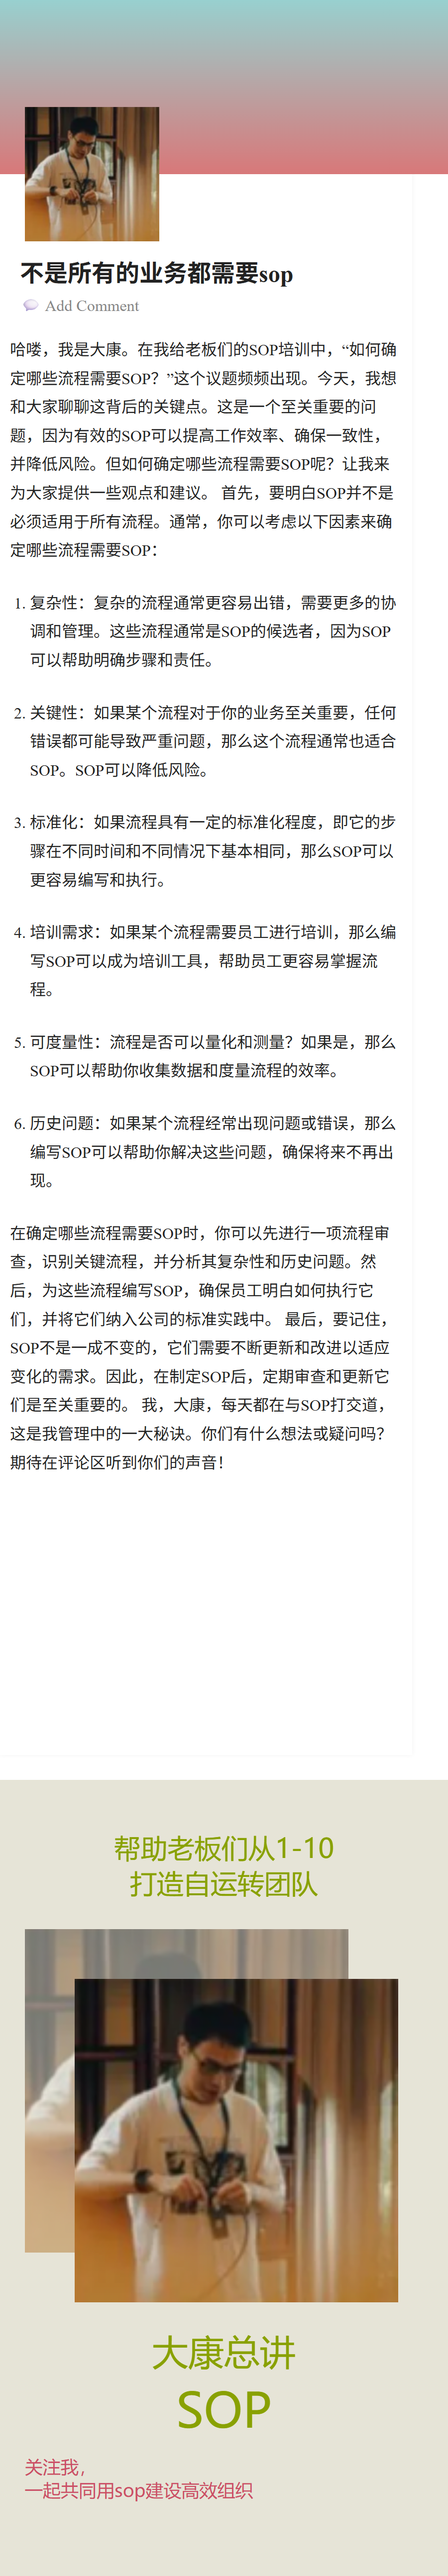 不是所有的业务都需要sop
Add Comment
哈喽，我是大康。在我给老板们的SOP培训中，“如何确
定哪些流程需要SOP？”这个议题频频出现。今天，我想
和大家聊聊这背后的关键点。这是一个至关重要的问
题，因为有效的SOP可以提高工作效率、确保一致性，
并降低风险。但如何确定哪些流程需要SOP呢？让我来
为大家提供一些观点和建议。 首先，要明白SOP并不是
必须适用于所有流程。通常，你可以考虑以下因素来确
定哪些流程需要SOP：
1. 复杂性：复杂的流程通常更容易出错，需要更多的协
调和管理。这些流程通常是SOP的候选者，因为SOP
可以帮助明确步骤和责任。
2. 关键性：如果某个流程对于你的业务至关重要，任何
错误都可能导致严重问题，那么这个流程通常也适合
SOP。SOP可以降低风险。
3. 标准化：如果流程具有一定的标准化程度，即它的步
骤在不同时间和不同情况下基本相同，那么SOP可以
更容易编写和执行。
4. 培训需求：如果某个流程需要员工进行培训，那么编
写SOP可以成为培训工具，帮助员工更容易掌握流
程。
5. 可度量性：流程是否可以量化和测量？如果是，那么
SOP可以帮助你收集数据和度量流程的效率。
6. 历史问题：如果某个流程经常出现问题或错误，那么
编写SOP可以帮助你解决这些问题，确保将来不再出
现。
在确定哪些流程需要SOP时，你可以先进行一项流程审
查，识别关键流程，并分析其复杂性和历史问题。然
后，为这些流程编写SOP，确保员工明白如何执行它
们，并将它们纳入公司的标准实践中。 最后，要记住，
SOP不是一成不变的，它们需要不断更新和改进以适应
变化的需求。因此，在制定SOP后，定期审查和更新它
们是至关重要的。 我，大康，每天都在与SOP打交道，
这是我管理中的一大秘诀。你们有什么想法或疑问吗？
期待在评论区听到你们的声音！
帮助老板们从1-10
打造自运转团队
大康总讲
SOP
关注我，
一起共同用sop建设高效组织